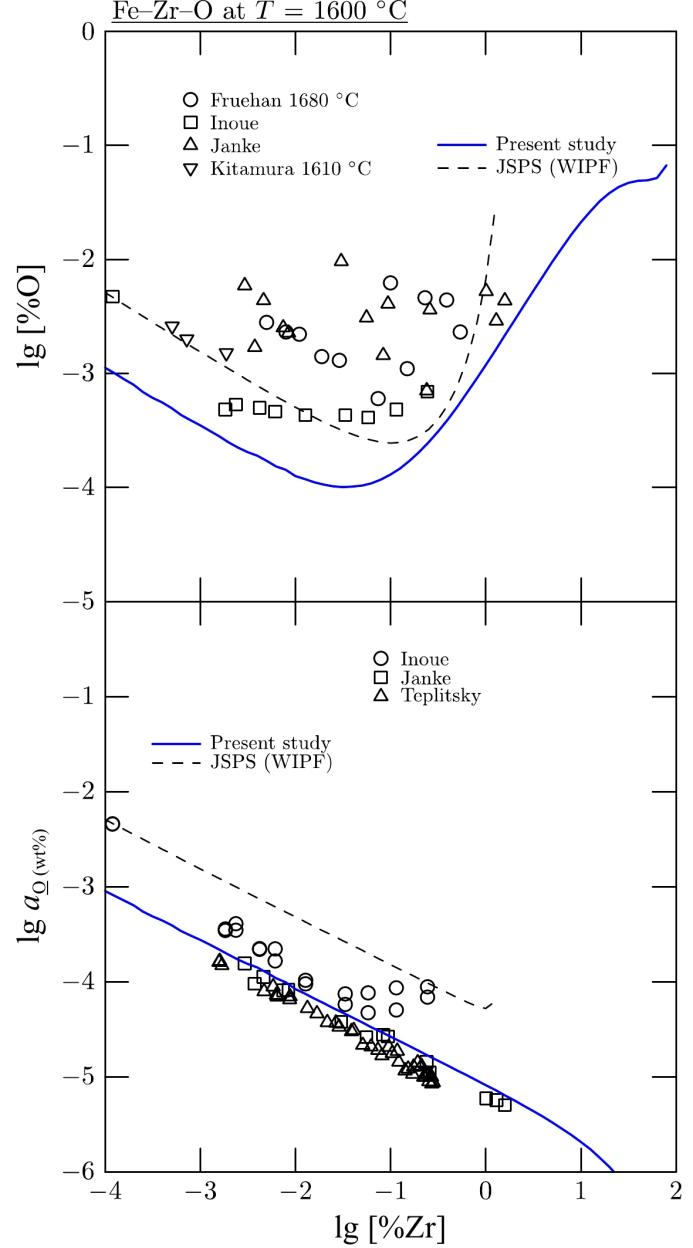 Fe–Zr–O at T = 1600 °C
0
Fruehan 1680 °C
Inoue
Janke
Kitamura 1610 °C
Present study
JSPS (WIPF)
−1
−2
lg [%O]
−3
−4
−5
Inoue
Janke
Teplitsky
−1
Present study
JSPS (WIPF)
−2
−3
lg aO (wt%)
−4
−5
−6
−4 −3 −2 −1 0 1 2
lg [%Zr]